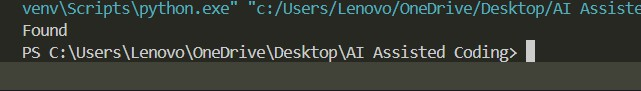 venv\Scripts\python.exe" "c:/Users/Lenovo/OneDrive/Desktop/AI Assiste
Found
PS C:\Users\Lenovo\OneDrive\Desktop\AI Assisted Coding>